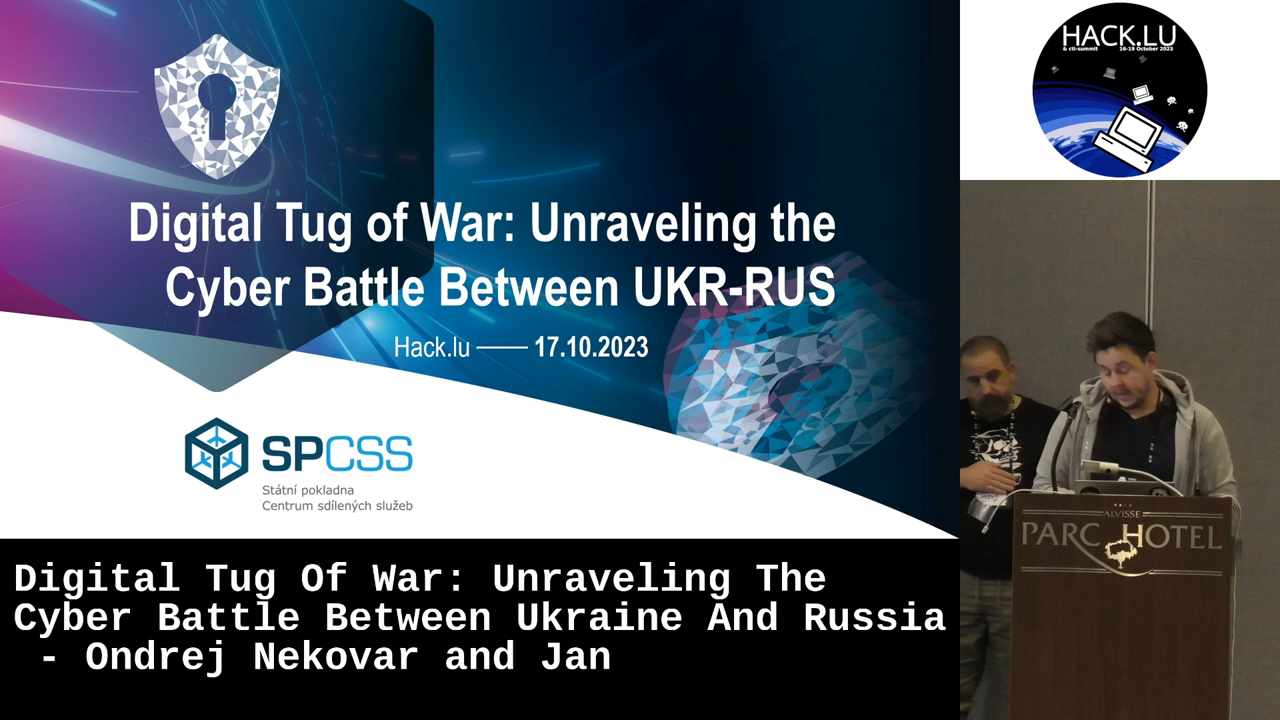 Digital Tug of War: Unraveling the
Cyber Battle Between UKR-RUS
Hack.lu —— 17.10.2023
SPCSS
Státní pokladna
Centrum sdílených služeb
HACK.LU
& cti-summit 16-19 October 2023
ALVISSE
PARC HOTEL
Digital Tug Of War: Unraveling The
Cyber Battle Between Ukraine And Russia
- Ondrej Nekovar and Jan